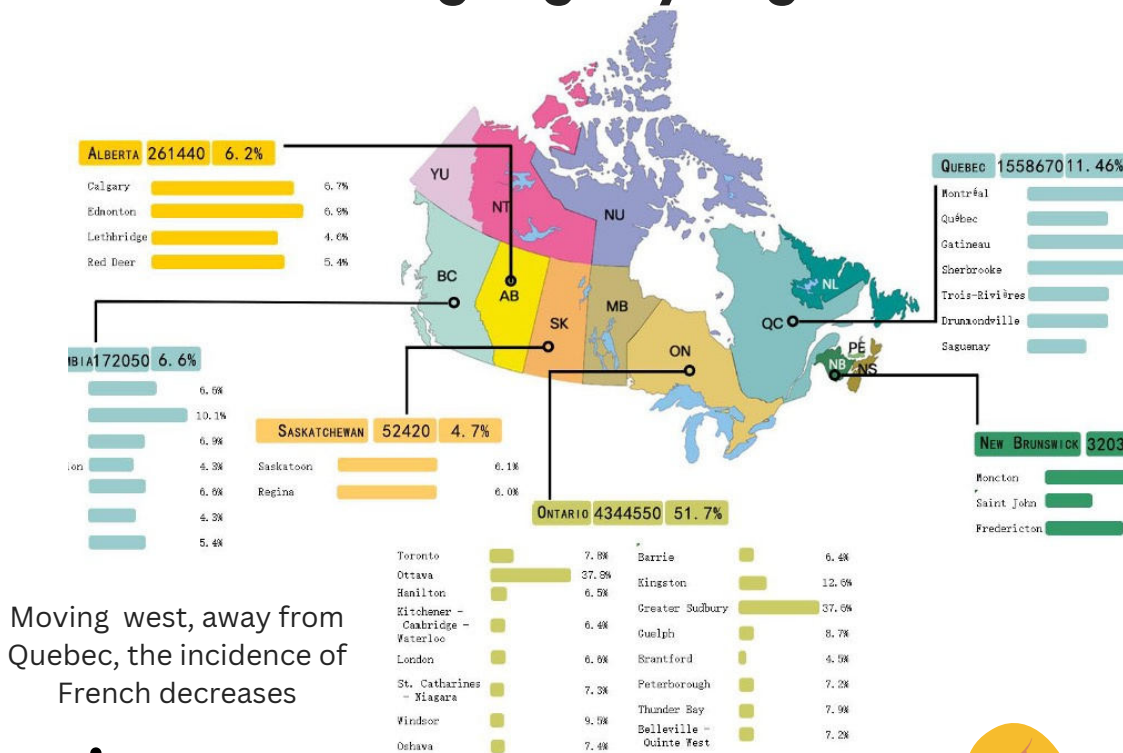 ALBERTA 261440 6.2%
Calgary 6.7%
Edmonton 6.9%
Lethbridge 4.6%
Red Deer 5.4%
YU
NT
NU
BC
AB
SK
MB
ON
QC
NL
PE
NB
NS
QUEBEC 1558670 11.46%
Montréal
Québec
Gatineau
Sherbrooke
Trois-Rivières
Drummondville
Saguenay
MBIA 172050 6.6%
6.6%
10.1%
6.9%
on 4.3%
6.6%
4.3%
5.4%
SASKATCHEWAN 52420 4.7%
Saskatoon 6.1%
Regina 6.0%
NEW BRUNSWICK 3203
Moncton
Saint John
Fredericton
ONTARIO 4344550 51.7%
Toronto 7.8%
Ottawa 37.8%
Hamilton 6.5%
Kitchener -
Cambridge -
Waterloo 6.4%
London 6.6%
St. Catharines
- Niagara 7.3%
Windsor 9.5%
Oshawa 7.4%
Barrie 6.4%
Kingston 12.6%
Greater Sudbury 37.6%
Guelph 8.7%
Brantford 4.5%
Peterborough 7.2%
Thunder Bay 7.9%
Belleville -
Quinte West 7.2%
Moving west, away from
Quebec, the incidence of
French decreases